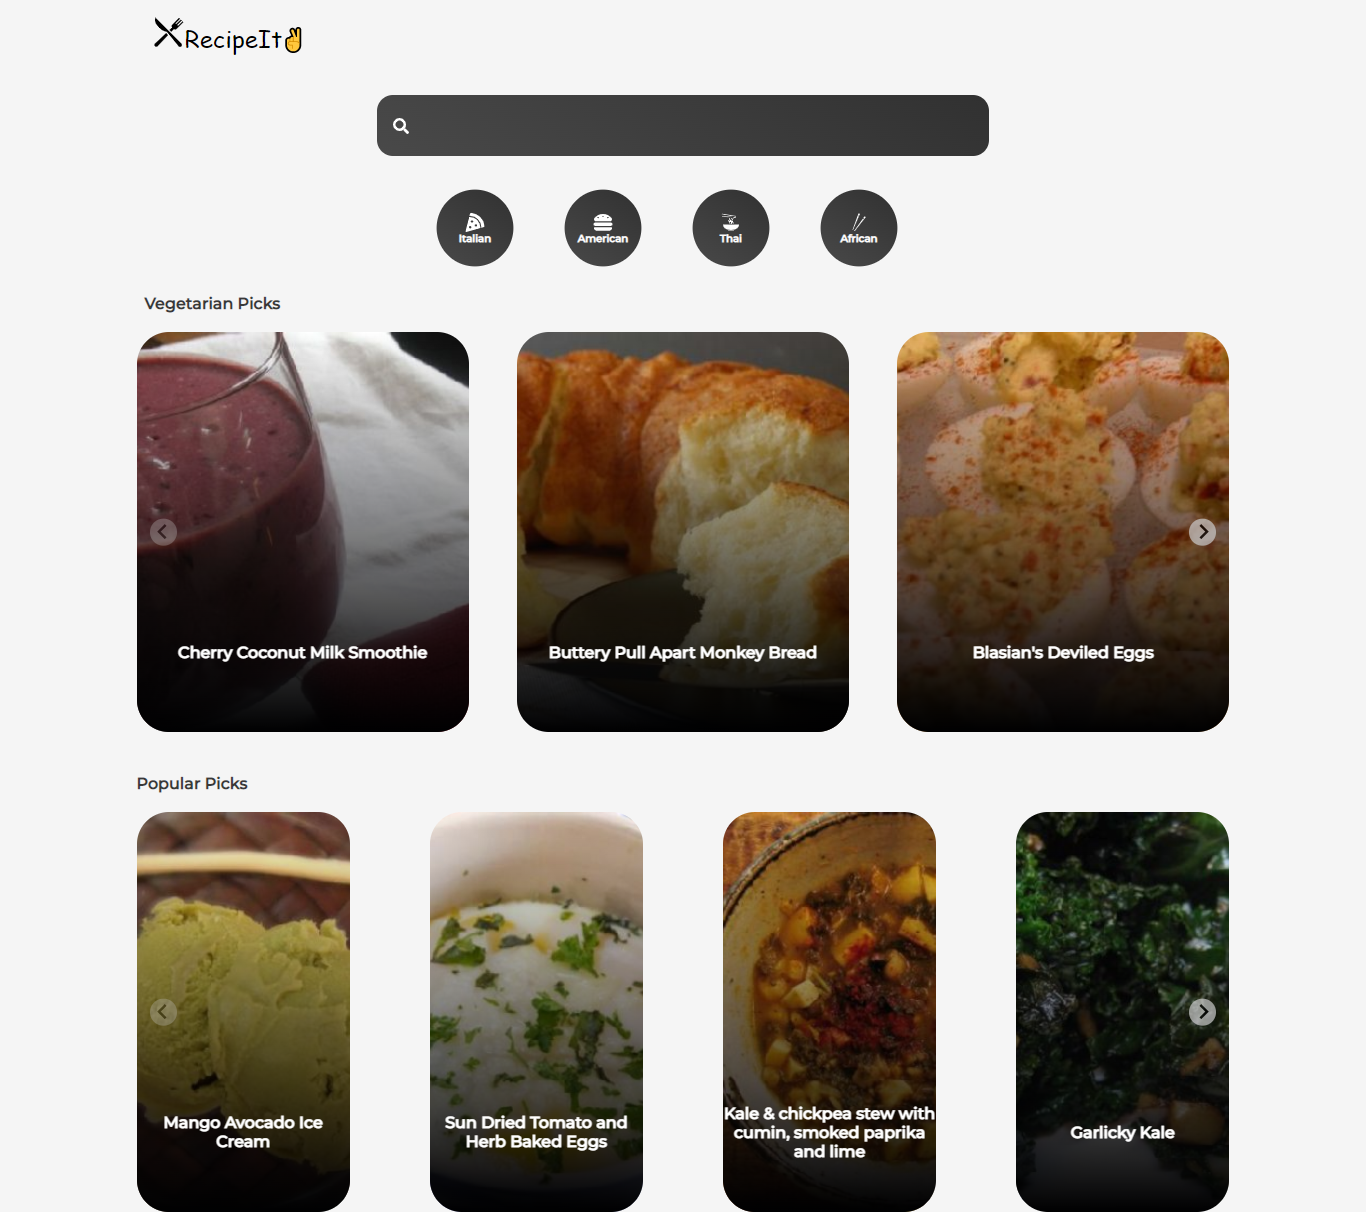 RecipeIt✌
Italian
American
Thai
African
Vegetarian Picks
Cherry Coconut Milk Smoothie
Buttery Pull Apart Monkey Bread
Blasian's Deviled Eggs
Popular Picks
Mango Avocado Ice
Cream
Sun Dried Tomato and
Herb Baked Eggs
Kale & chickpea stew with
cumin, smoked paprika
and lime
Garlicky Kale